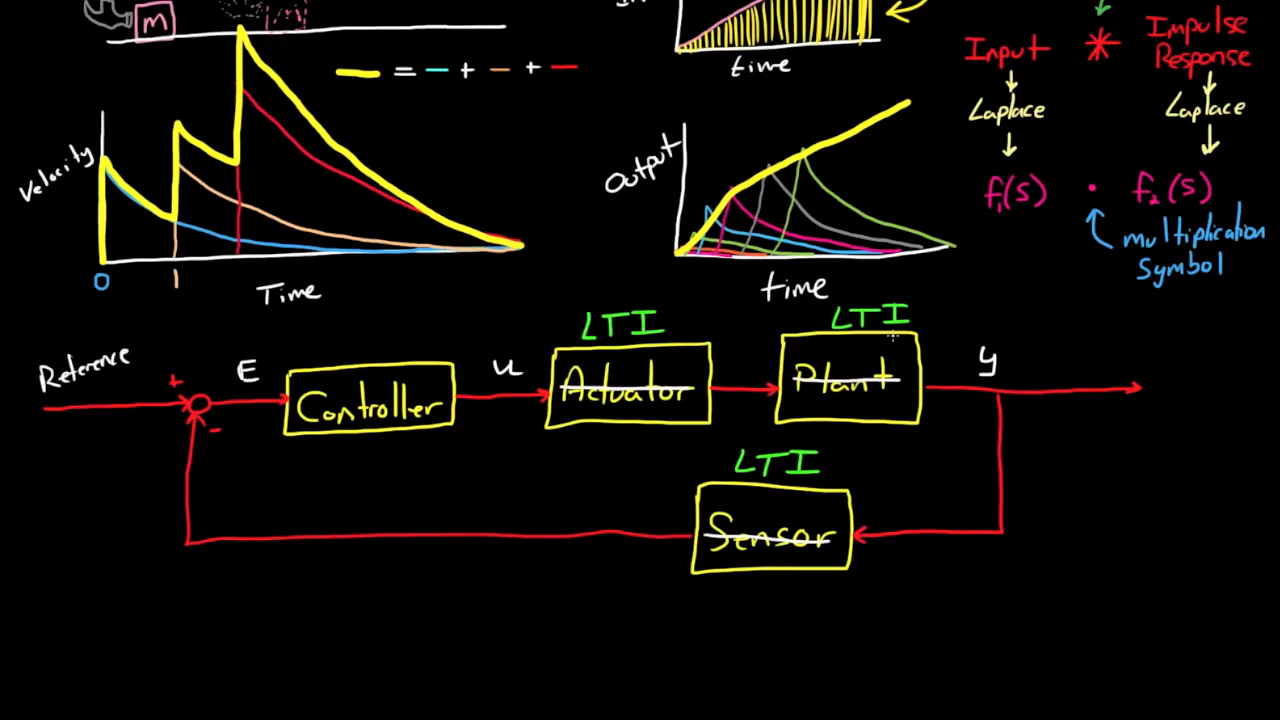 m
m
= - + - + -
Velocity
0
1
Time
time
Output
time
Input * Impulse
Response
Laplace
Laplace
f₁(s) · f₂(s)
multiplication
Symbol
Reference
+
-
E
Controller
u
LTI
Actuator
LTI
Plant
y
LTI
Sensor